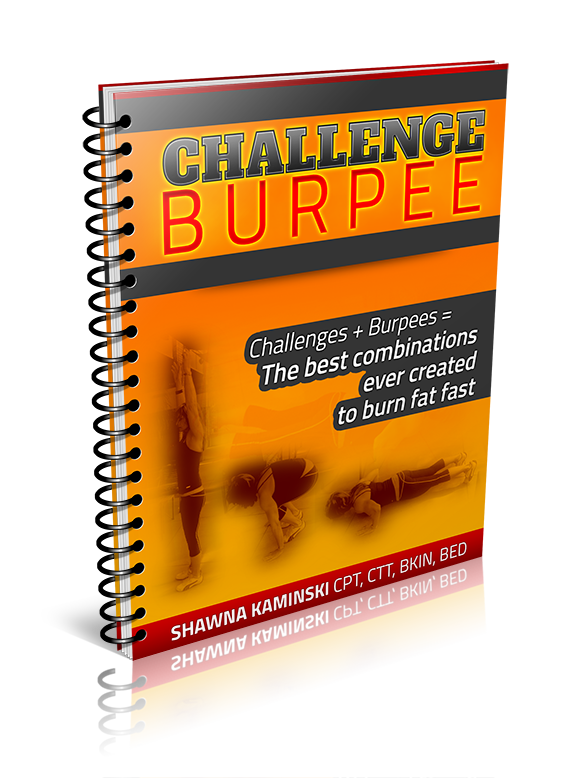 CHALLENGE
BURPEE
Challenges + Burpees =
The best combinations
ever created
to burn fat fast
SHAWNA KAMINSKI CPT, CTT, BKIN, BED